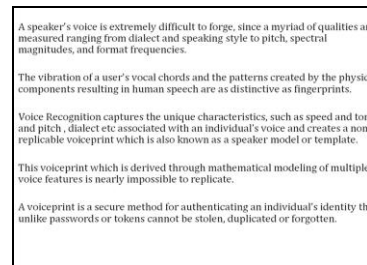 A speaker's voice is extremely difficult to forge, since a myriad of qualities
measured ranging from dialect and speaking style to pitch, spectral
magnitudes, and format frequencies.
The vibration of a user's vocal chords and the patterns created by the
components resulting in human speech are as distinctive as fingerprints.
Voice Recognition captures the unique characteristics, such as speed and
and pitch , dialect etc associated with an individual's voice and creates a
replicable voiceprint which is also known as a speaker model or template.
This voiceprint which is derived through mathematical modeling of multiple
voice features is nearly impossible to replicate.
A voiceprint is a secure method for authenticating an individual's identity
unlike passwords or tokens cannot be stolen, duplicated or forgotten.